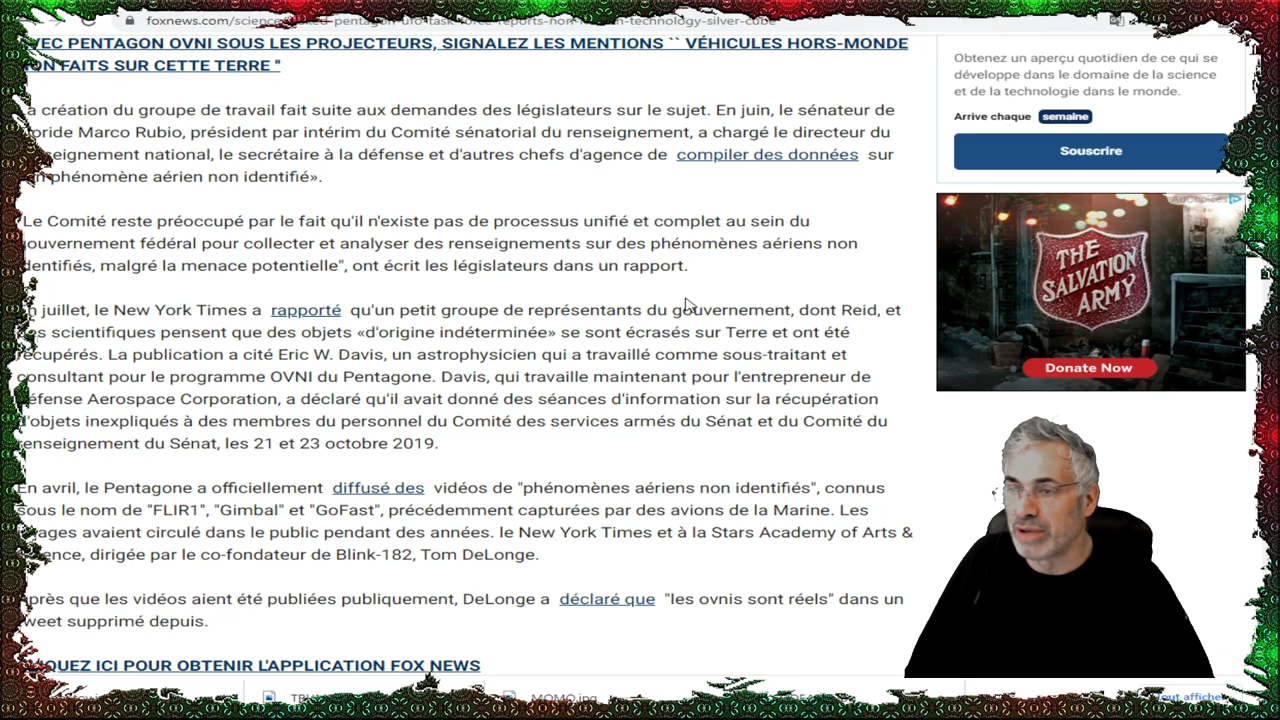 foxnews.com/science
VEC PENTAGON OVNI SOUS LES PROJECTEURS, SIGNALEZ LES MENTIONS `` VÉHICULES HORS-MONDE
ON FAITS SUR CETTE TERRE "
a création du groupe de travail fait suite aux demandes des législateurs sur le sujet. En juin, le sénateur de
oride Marco Rubio, président par intérim du Comité sénatorial du renseignement, a chargé le directeur du
seignement national, le secrétaire à la défense et d'autres chefs d'agence de compiler des données sur
phénomène aérien non identifié».
"Le Comité reste préoccupé par le fait qu'il n'existe pas de processus unifié et complet au sein du
gouvernement fédéral pour collecter et analyser des renseignements sur des phénomènes aériens non
dentifiés, malgré la menace potentielle", ont écrit les législateurs dans un rapport.
n juillet, le New York Times a rapporté qu'un petit groupe de représentants du gouvernement, dont Reid, et
es scientifiques pensent que des objets «d'origine indéterminée» se sont écrasés sur Terre et ont été
récupérés. La publication a cité Eric W. Davis, un astrophysicien qui a travaillé comme sous-traitant et
consultant pour le programme OVNI du Pentagone. Davis, qui travaille maintenant pour l'entrepreneur de
défense Aerospace Corporation, a déclaré qu'il avait donné des séances d'information sur la récupération
d'objets inexpliqués à des membres du personnel du Comité des services armés du Sénat et du Comité du
renseignement du Sénat, les 21 et 23 octobre 2019.
En avril, le Pentagone a officiellement diffusé des vidéos de "phénomènes aériens non identifiés", connus
sous le nom de "FLIR1", "Gimbal" et "GoFast", précédemment capturées par des avions de la Marine. Les
mages avaient circulé dans le public pendant des années. le New York Times et à la Stars Academy of Arts &
ience, dirigée par le co-fondateur de Blink-182, Tom DeLonge.
près que les vidéos aient été publiées publiquement, DeLonge a déclaré que "les ovnis sont réels" dans un
weet supprimé depuis.
QUEZ ICI POUR OBTENIR L'APPLICATION FOX NEWS
Obtenez un aperçu quotidien de ce qui se
développe dans le domaine de la science
et de la technologie dans le monde.
Arrive chaque semaine
Souscrire
AdChoices
THE
SALVATION
ARMY
Donate Now
MOMO.jpg
Tout afficher